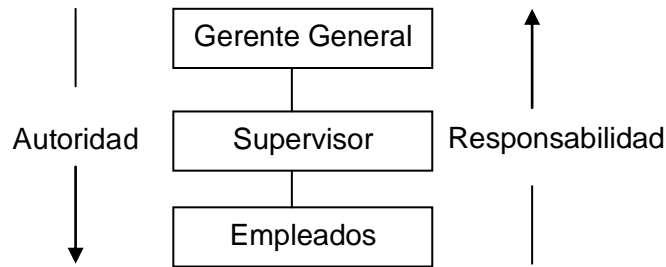 Gerente General
Autoridad
Supervisor
Responsabilidad
Empleados